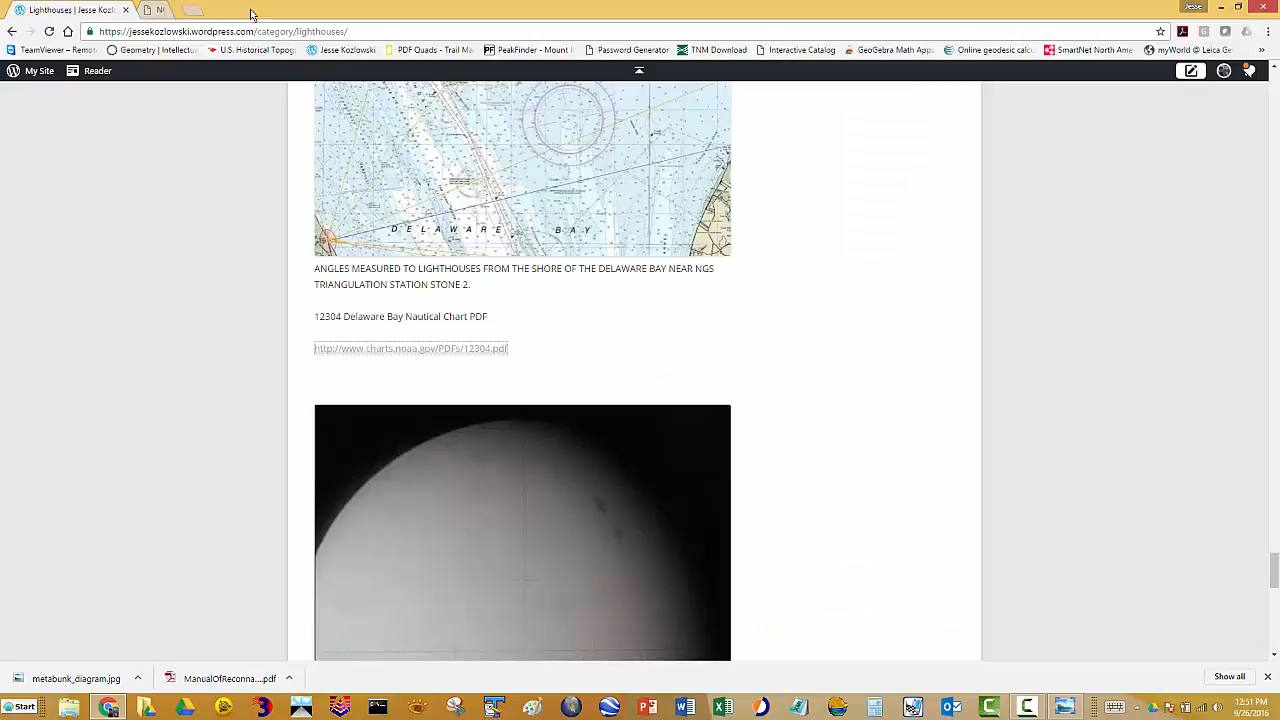 Lighthouses | Jesse Kozl
Jesse
https://jessekozlowski.wordpress.com/category/lighthouses/
TeamViewer – Remot
Geometry | Intellectu
U.S. Historical Topog
Jesse Kozlowski
PDF Quads - Trail Ma
PeakFinder - Mount
Password Generator
TNM Download
Interactive Catalog
GeoGebra Math App
Online geodesic calc
SmartNet North Ame
myWorld @ Leica Ge
My Site
Reader
DELAWARE BAY
ANGLES MEASURED TO LIGHTHOUSES FROM THE SHORE OF THE DELAWARE BAY NEAR NGS
TRIANGULATION STATION STONE 2.
12304 Delaware Bay Nautical Chart PDF
http://www.charts.noaa.gov/PDFs/12304.pdf
metabunk_diagram.jpg
ManualOfReconna....pdf
Show all
Start
12:51 PM
9/26/2016